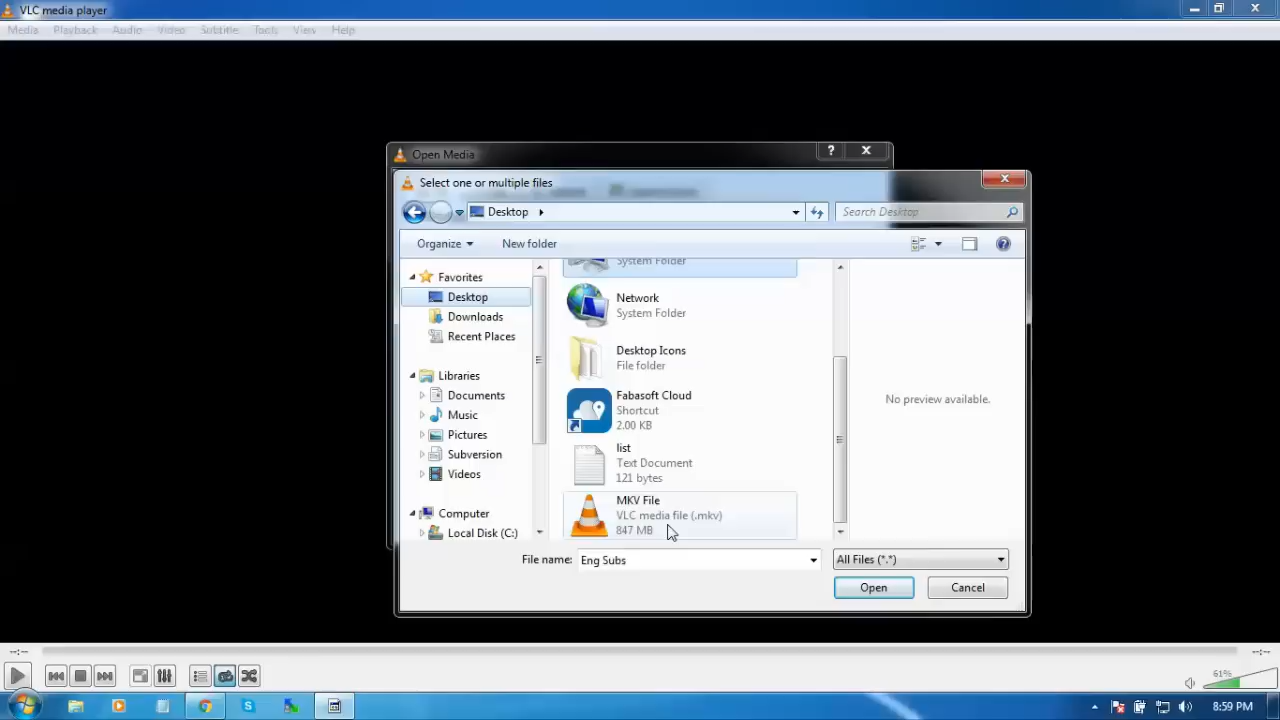 VLC media player
Media Playback Audio Video Subtitle Tools View Help
Open Media
?
Select one or multiple files
Desktop
Search Desktop
Organize
New folder
Favorites
Desktop
Downloads
Recent Places
Libraries
Documents
Music
Pictures
Subversion
Videos
Computer
Local Disk (C:)
System Folder
Network
System Folder
Desktop Icons
File folder
Fabasoft Cloud
Shortcut
2.00 KB
list
Text Document
121 bytes
MKV File
VLC media file (.mkv)
847 MB
No preview available.
File name: Eng Subs
All Files (*.*)
Open
Cancel
--:--
--:--
61%
8:59 PM